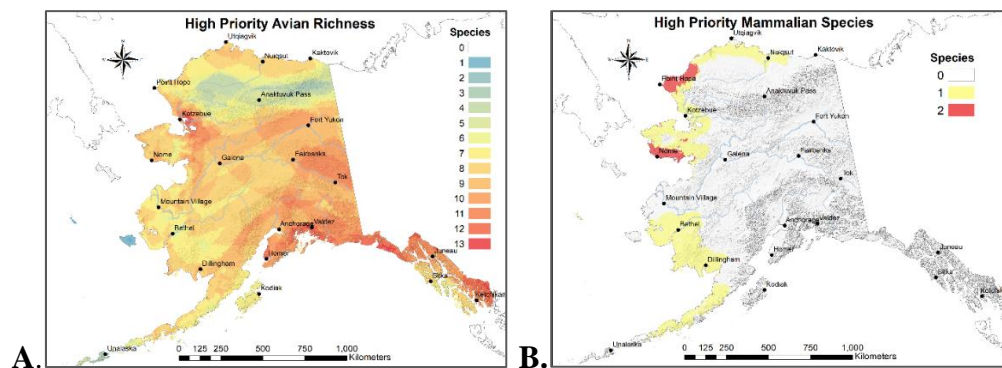 High Priority Avian Richness
Utqiagvik
Nuiqsut
Kaktovik
Point Hope
Anaktuvuk Pass
Kotzebue
Fort Yukon
Nome
Galena
Fairbanks
Tok
Mountain Village
Bethel
Anchorage
Valdez
Dillingham
Homer
Juneau
Sitka
Kodiak
Ketchikan
Unalaska
Species
0
1
2
3
4
5
6
7
8
9
10
11
12
13
0 125 250 500 750 1,000
Kilometers
A.
High Priority Mammalian Species
Utqiagvik
Nuiqsut
Kaktovik
Point Hope
Anaktuvuk Pass
Kotzebue
Fort Yukon
Nome
Galena
Fairbanks
Tok
Mountain Village
Bethel
Anchorage
Valdez
Dillingham
Homer
Juneau
Sitka
Kodiak
Unalaska
Species
0
1
2
0 125 250 500 750 1,000
Kilometers
B.